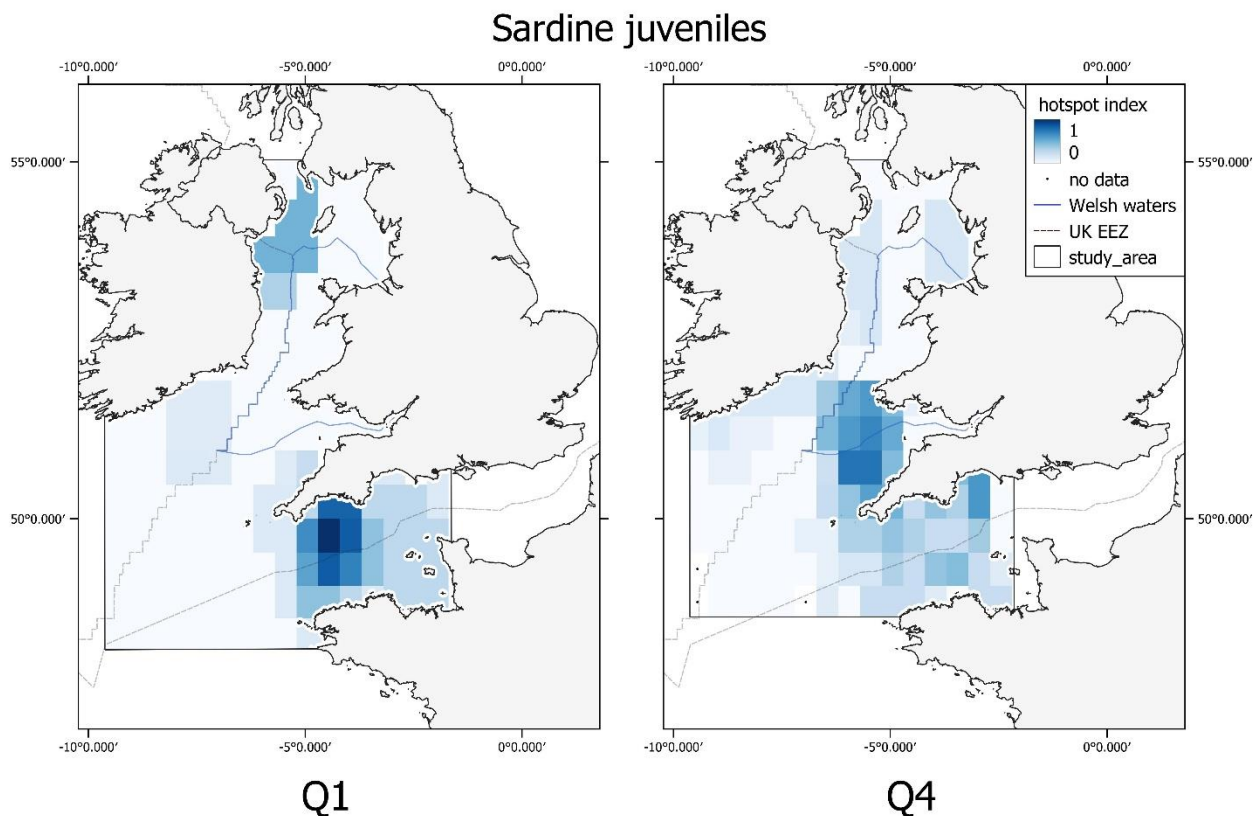 Sardine juveniles
-10°0.000′ -5°0.000′ 0°0.000′ -10°0.000′ -5°0.000′ 0°0.000′
hotspot index
1
0
no data
Welsh waters
UK EEZ
study_area
55°0.000′ 55°0.000′
50°0.000′ 50°0.000′
-10°0.000′ -5°0.000′ 0°0.000′ -10°0.000′ -5°0.000′ 0°0.000′
Q1 Q4